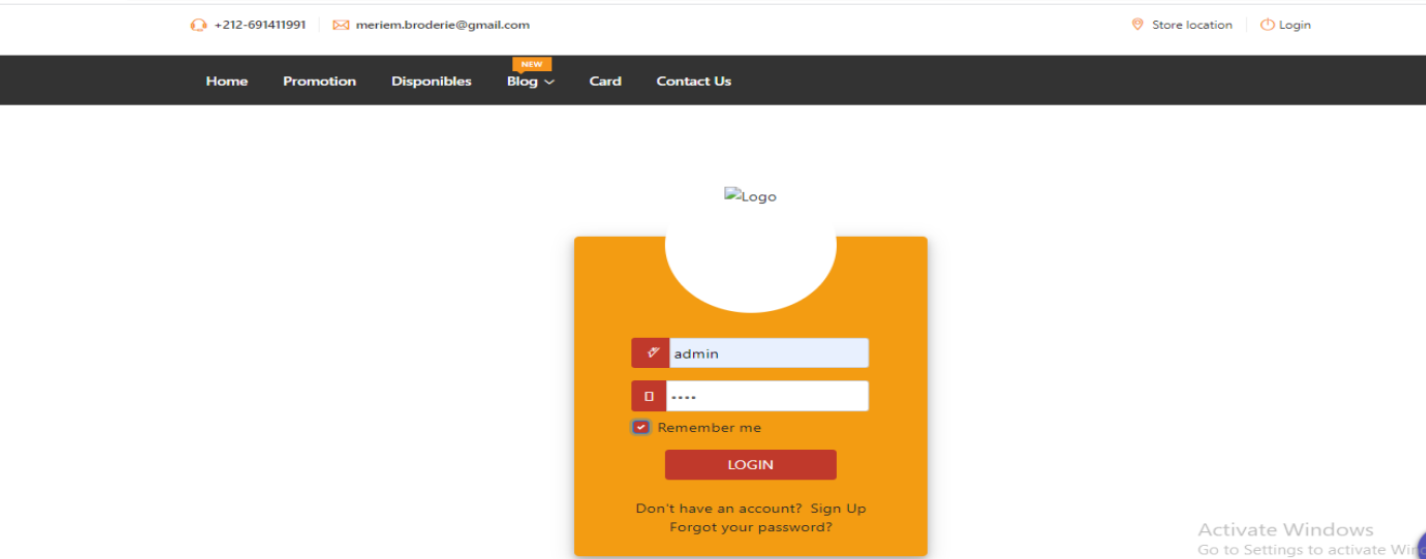 +212-691411991 meriem.broderie@gmail.com Store location Login
NEW
Home Promotion Disponibles Blog Card Contact Us
Logo
admin
Remember me
LOGIN
Don't have an account? Sign Up
Forgot your password?
Activate Windows
Go to Settings to activate Wi